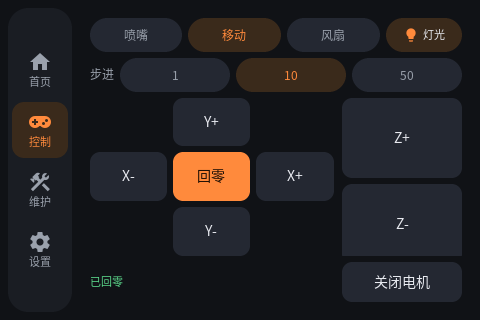 首页
控制
维护
设置
喷嘴 移动 风扇 灯光
步进 1 10 50
Y+
X- 回零 X+
Y-
Z+
Z-
已回零
关闭电机